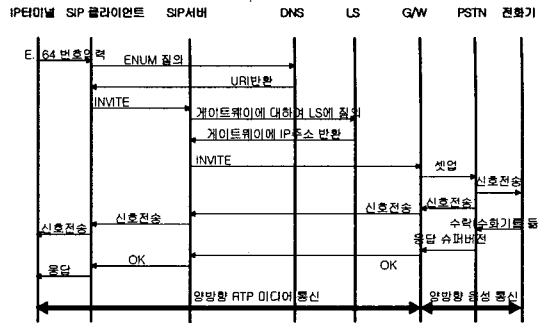 IP터미널 SIP 클라이언트 SIP서버 DNS LS G/W PSTN 전화기
E. 64 번호입력
ENUM 질의
URI반환
INVITE
게이트웨이에 대하여 LS에 질의
게이트웨이에 IP주소 반환
INVITE
셋업
신호전송
신호전송
신호전송
신호전송
신호전송
수락(수화기를 듦
응답 슈퍼버전
OK
OK
응답
양방향 RTP 미디어 통신
양방향 음성 통신